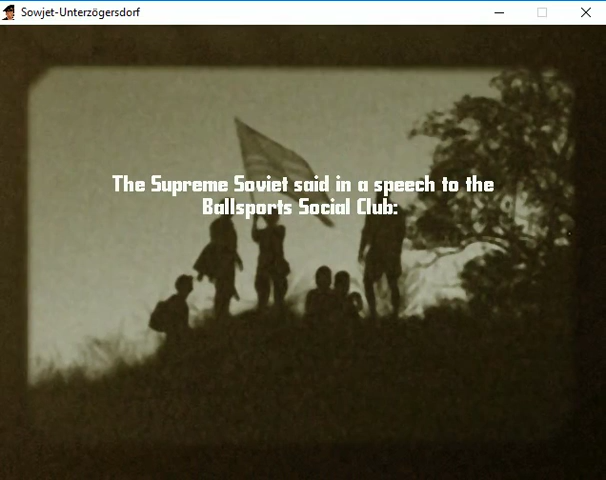 Sowjet-Unterzögersdorf
The Supreme Soviet said in a speech to the
Ballsports Social Club: